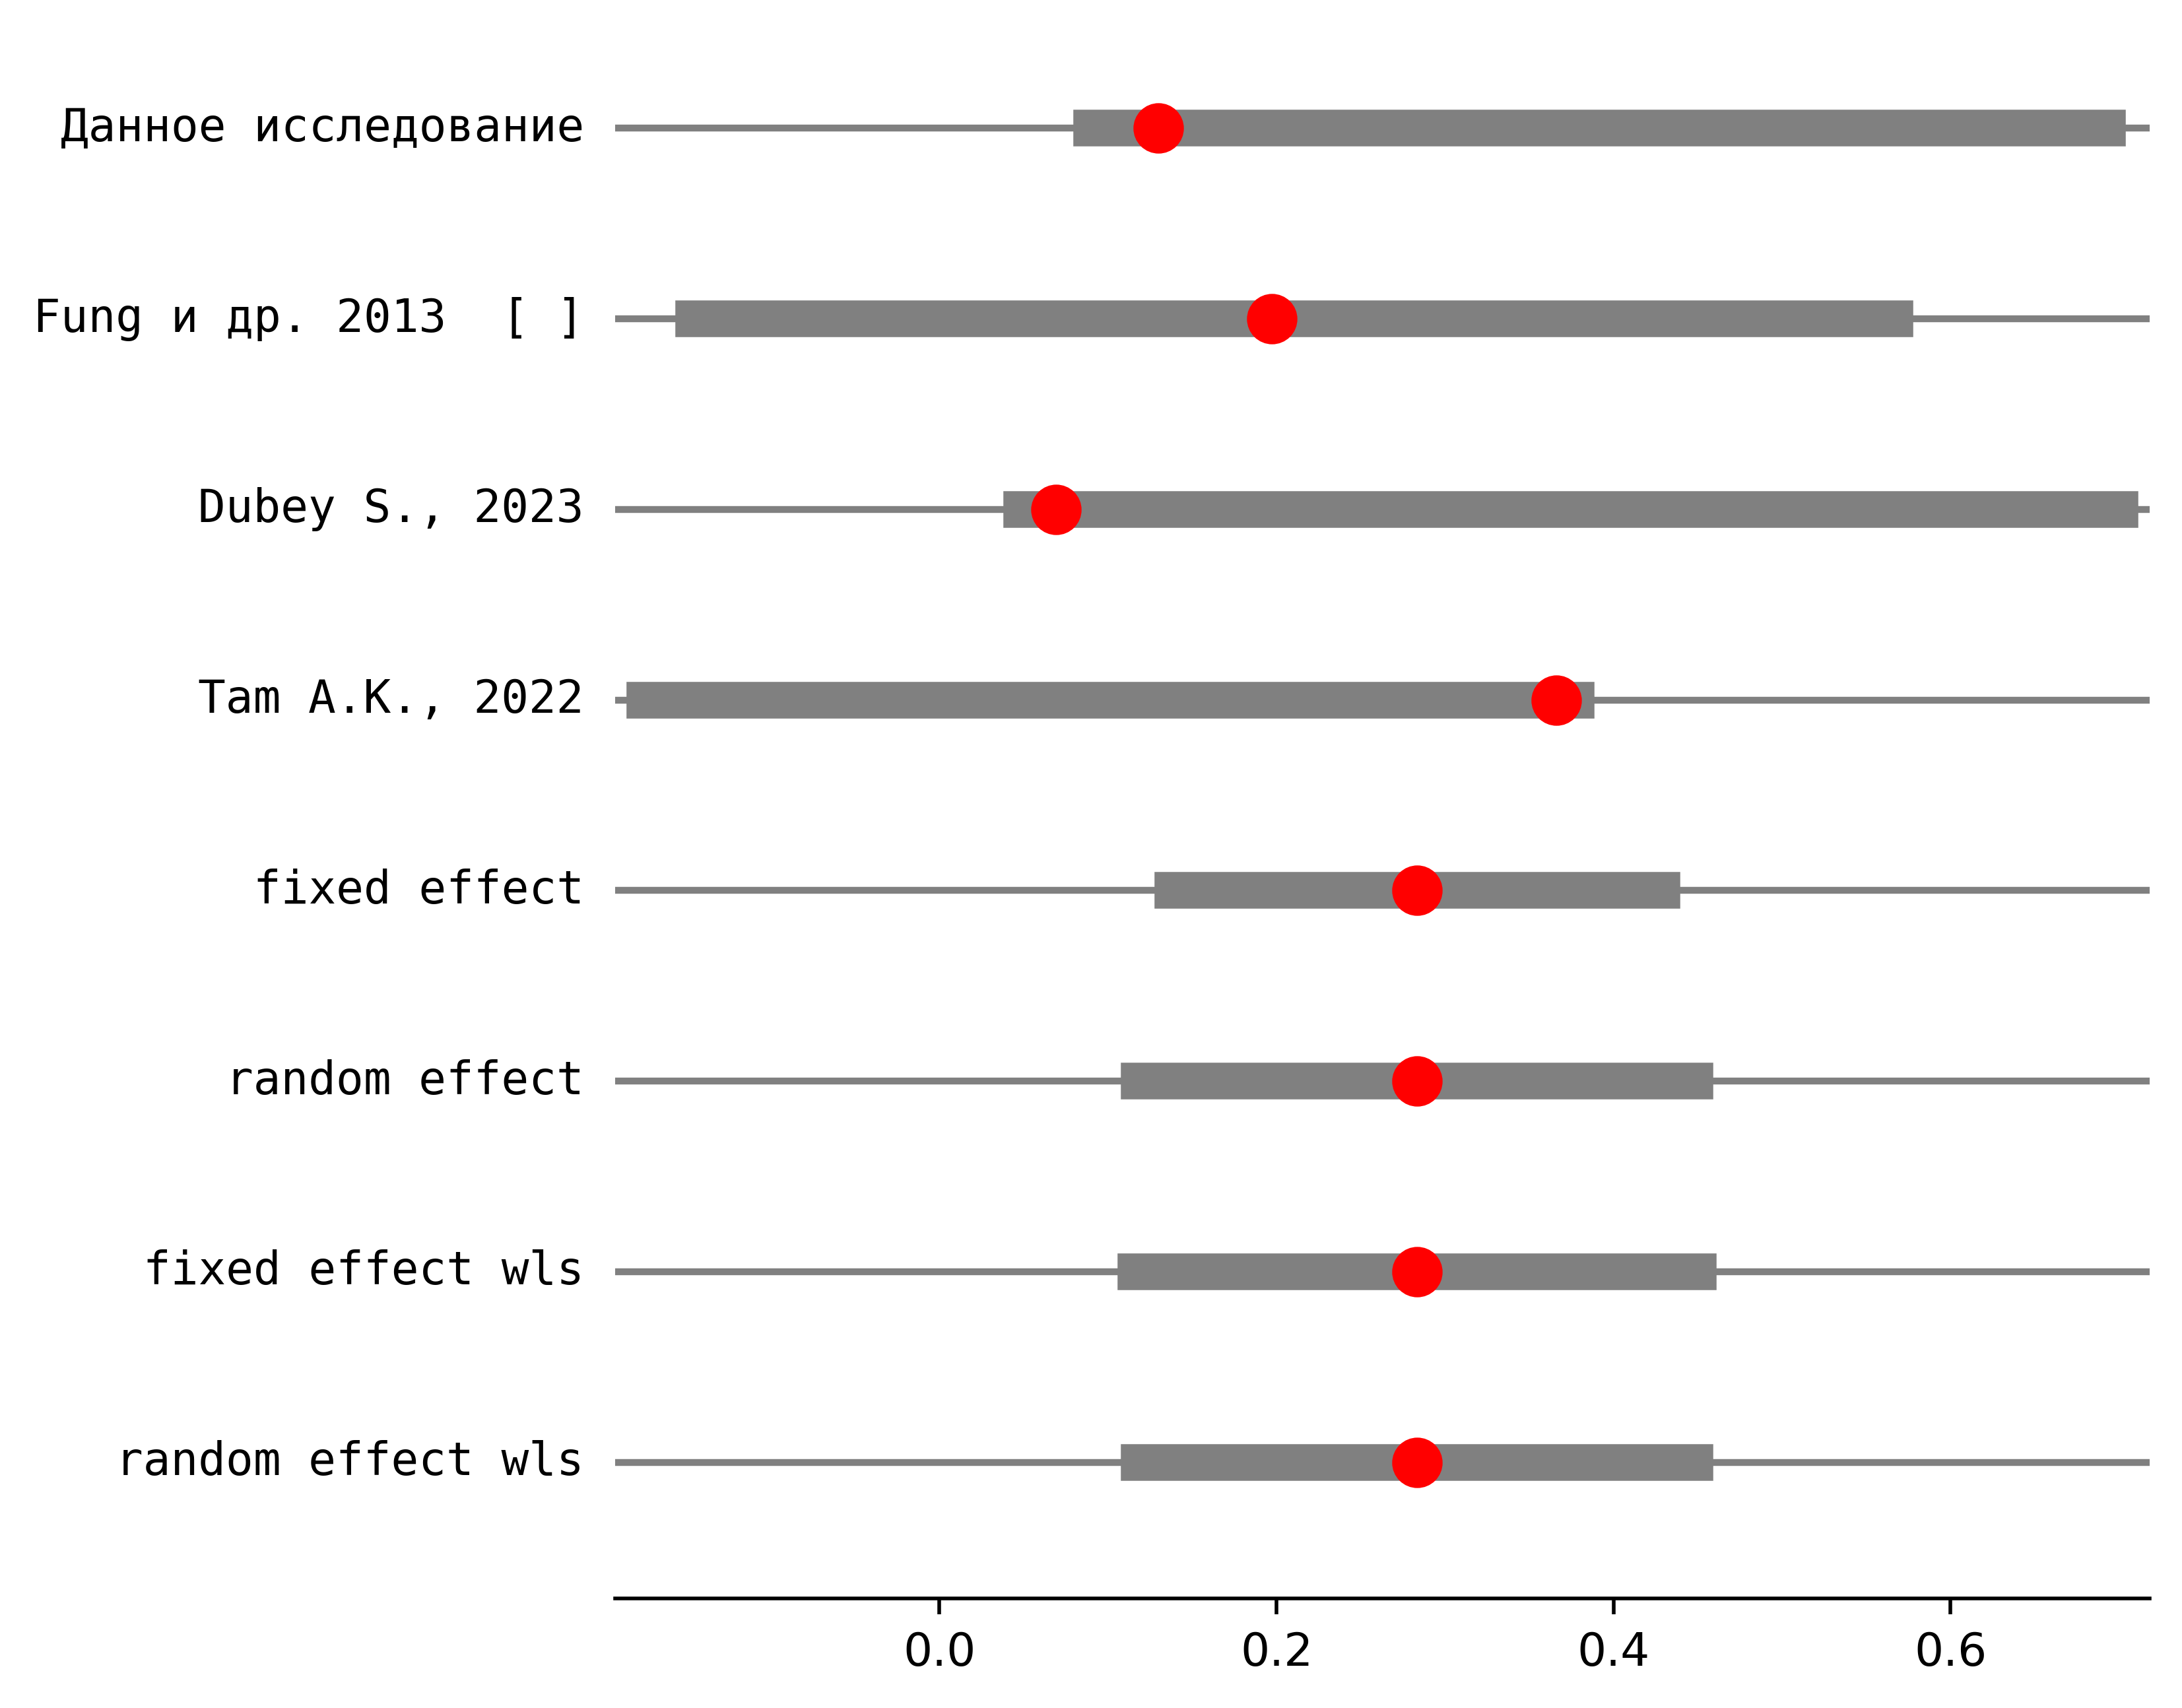 Данное исследование
Fung и др. 2013  [ ]
Dubey S., 2023
Tam A.K., 2022
fixed effect
random effect
fixed effect wls
random effect wls
0.0 0.2 0.4 0.6